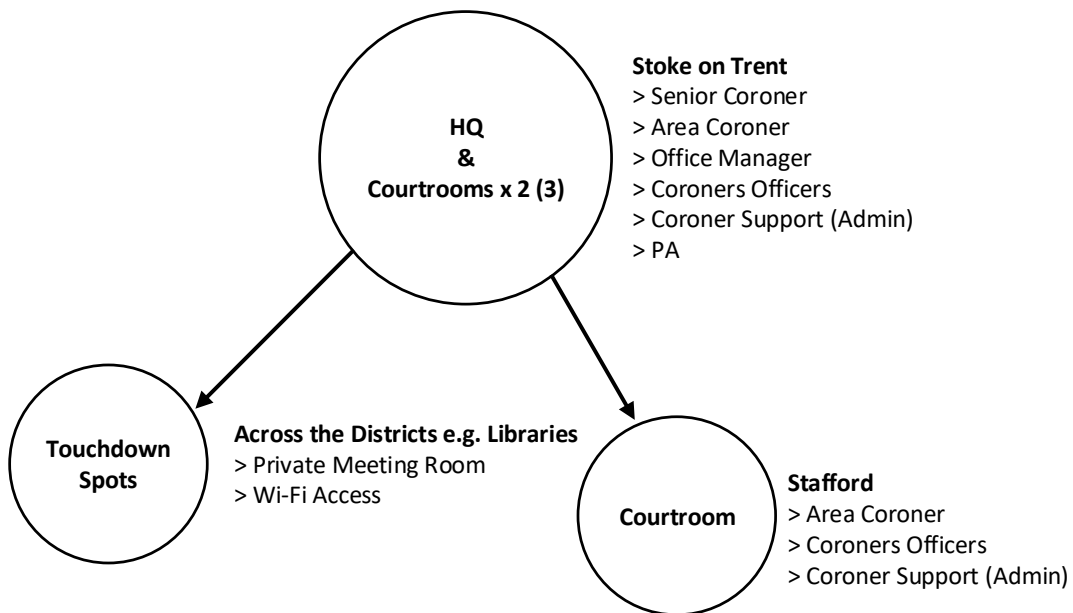 HQ
&
Courtrooms x 2 (3)
Stoke on Trent
> Senior Coroner
> Area Coroner
> Office Manager
> Coroners Officers
> Coroner Support (Admin)
> PA
Touchdown
Spots
Across the Districts e.g. Libraries
> Private Meeting Room
> Wi-Fi Access
Courtroom
Stafford
> Area Coroner
> Coroners Officers
> Coroner Support (Admin)